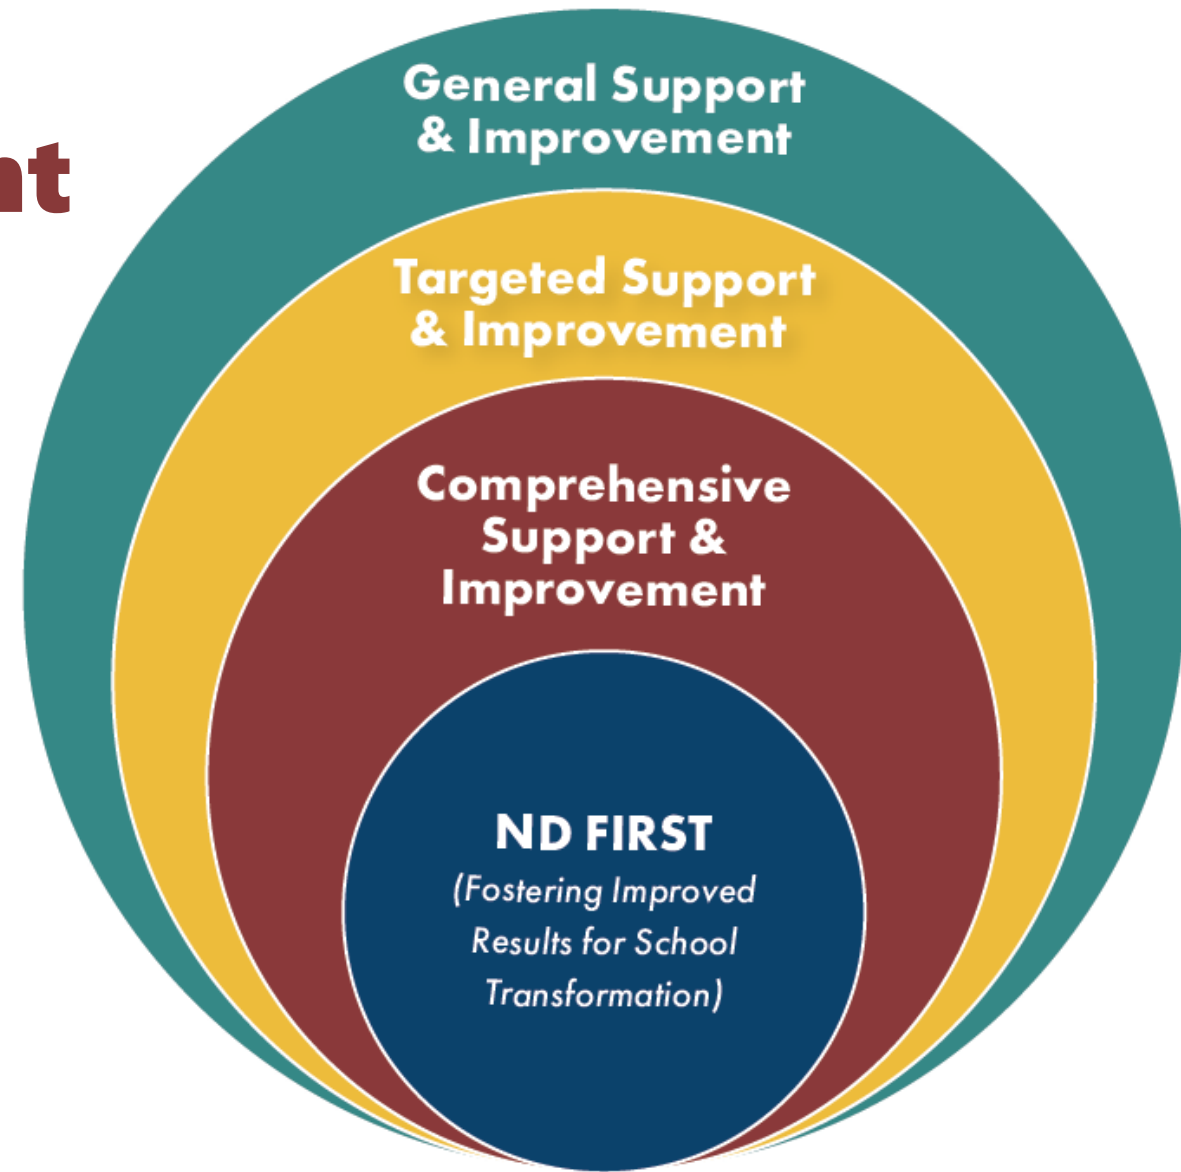 General Support
& Improvement
nt
Targeted Support
& Improvement
Comprehensive
Support &
Improvement
ND FIRST
(Fostering Improved
Results for School
Transformation)